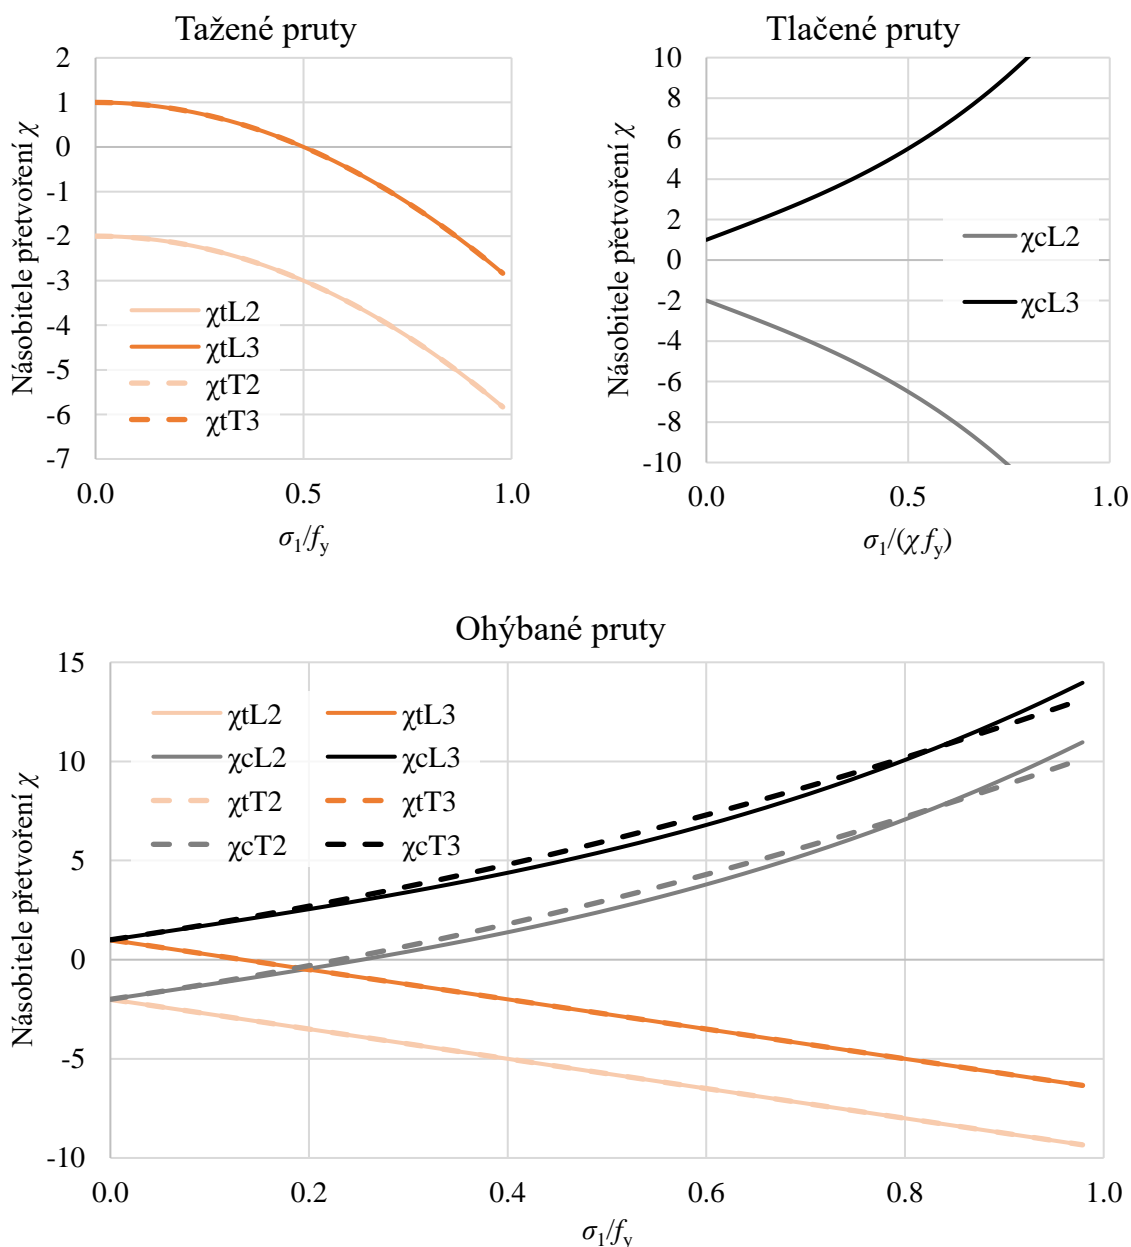 Tažené pruty
Násobitele přetvoření χ
2
1
0
-1
-2
-3
-4
-5
-6
-7
χtL2
χtL3
χtT2
χtT3
0.0 0.5 1.0
σ1/fy
Tlačené pruty
Násobitele přetvoření χ
10
8
6
4
2
0
-2
-4
-6
-8
-10
χcL2
χcL3
0.0 0.5 1.0
σ1/(χ fy)
Ohýbané pruty
Násobitele přetvoření χ
15
10
5
0
-5
-10
χtL2 χtL3
χcL2 χcL3
χtT2 χtT3
χcT2 χcT3
0.0 0.2 0.4 0.6 0.8 1.0
σ1/fy